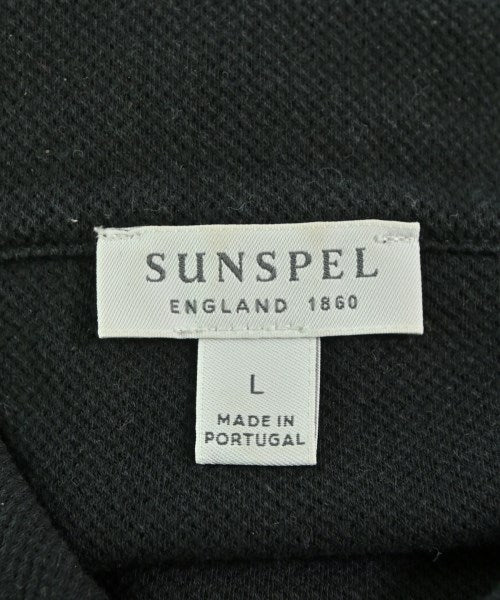 SUNSPEL
ENGLAND 1860
L
MADE IN
PORTUGAL